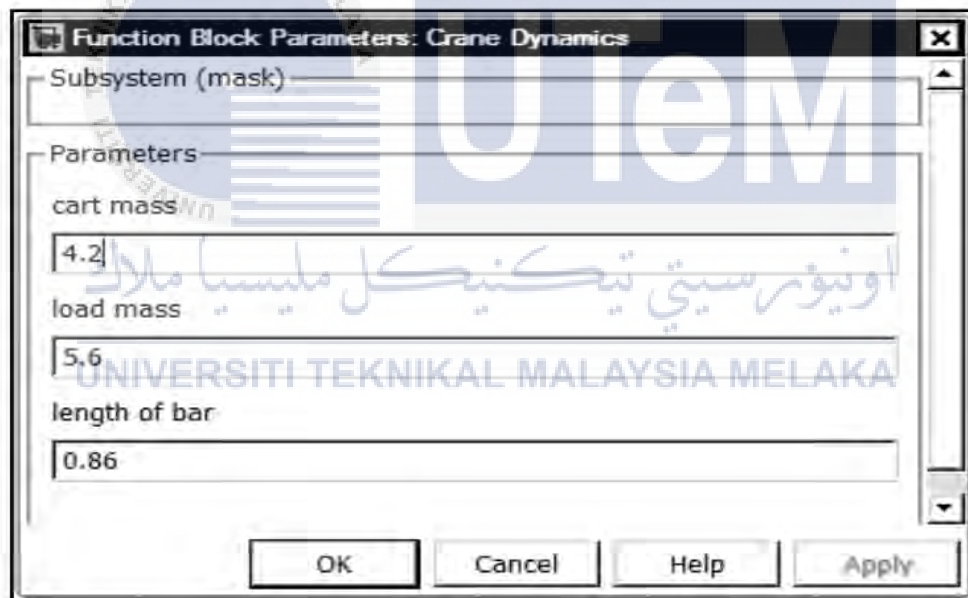 Function Block Parameters: Crane Dynamics
Subsystem (mask)
Parameters
cart mass
4.2
load mass
5.6
length of bar
0.86
OK Cancel Help Apply
UTeM
اونيۏرسيتي تيكنيكل مليسيا ملاك
UNIVERSITI TEKNIKAL MALAYSIA MELAKA